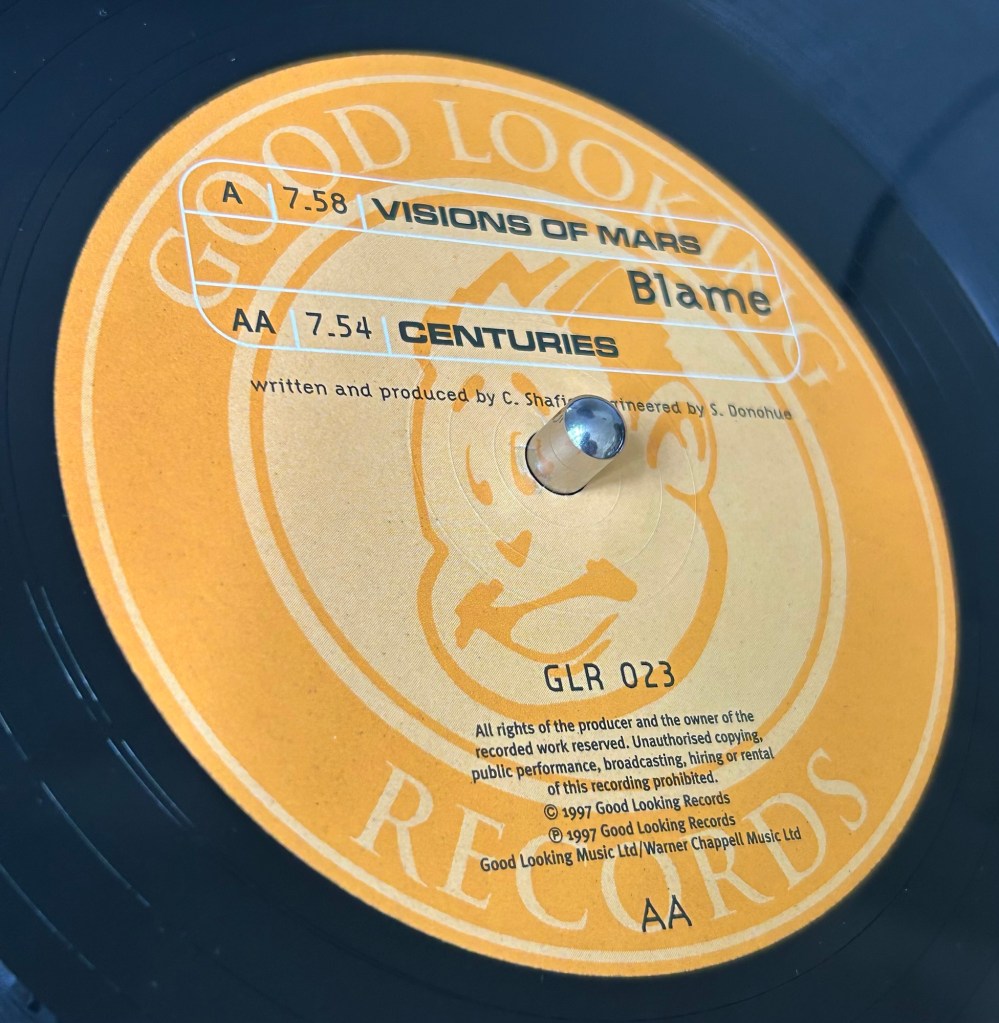 GOOD LOOKING
A 7.58 VISIONS OF MARS
Blame
AA 7.54 CENTURIES
written and produced by C. by S. Donohue
GLR 023
All rights of the producer and the owner of the
recorded work reserved. Unauthorised copying,
public performance, broadcasting, hiring or rental
of this recording prohibited.
© 1997 Good Looking Records
℗ 1997 Good Looking Records
Good Looking Music Ltd/Warner Chappell Music Ltd
RECORDS
AA